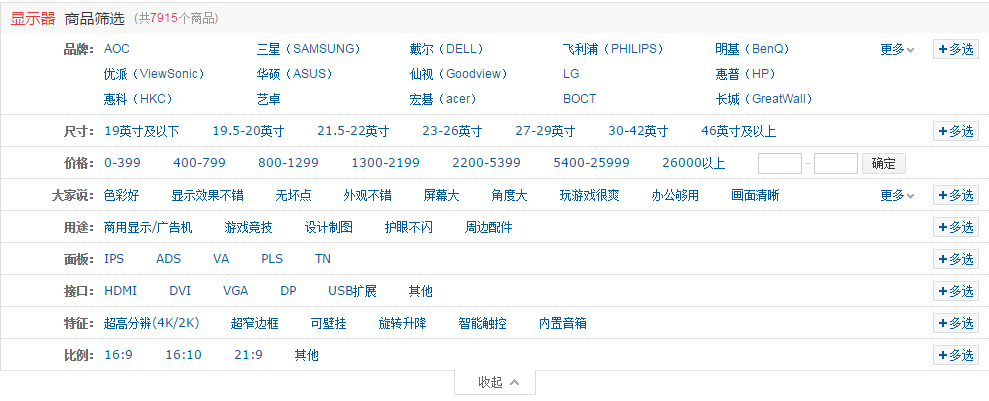 显示器 商品筛选 (共7915个商品)
品牌： AOC 三星（SAMSUNG） 戴尔（DELL） 飞利浦（PHILIPS） 明基（BenQ） 更多 +多选
优派（ViewSonic） 华硕（ASUS） 仙视（Goodview） LG 惠普（HP）
惠科（HKC） 艺卓 宏碁（acer） BOCT 长城（GreatWall）
尺寸： 19英寸及以下 19.5-20英寸 21.5-22英寸 23-26英寸 27-29英寸 30-42英寸 46英寸及以上 +多选
价格： 0-399 400-799 800-1299 1300-2199 2200-5399 5400-25999 26000以上 - 确定
大家说： 色彩好 显示效果不错 无坏点 外观不错 屏幕大 角度大 玩游戏很爽 办公够用 画面清晰 更多 +多选
用途： 商用显示/广告机 游戏竞技 设计制图 护眼不闪 周边配件 +多选
面板： IPS ADS VA PLS TN +多选
接口： HDMI DVI VGA DP USB扩展 其他 +多选
特征： 超高分辨(4K/2K) 超窄边框 可壁挂 旋转升降 智能触控 内置音箱 +多选
比例： 16:9 16:10 21:9 其他 +多选
收起